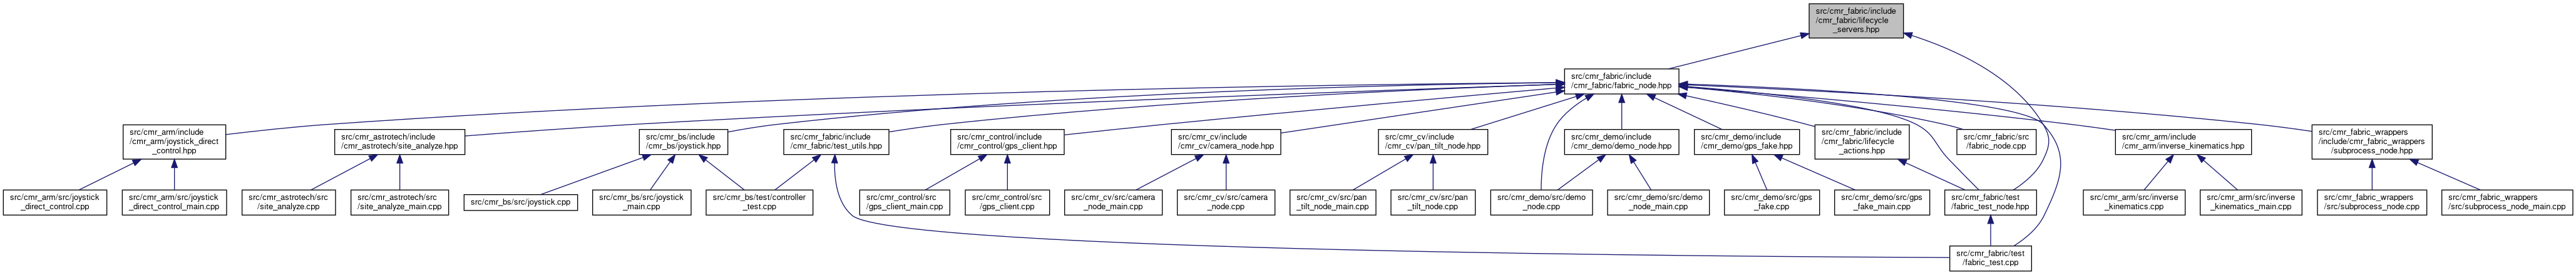 src/cmr_fabric/include
/cmr_fabric/lifecycle
_servers.hpp
src/cmr_fabric/include
/cmr_fabric/fabric_node.hpp
src/cmr_arm/include
/cmr_arm/joystick_direct
_control.hpp
src/cmr_astrotech/include
/cmr_astrotech/site_analyze.hpp
src/cmr_bs/include
/cmr_bs/joystick.hpp
src/cmr_fabric/include
/cmr_fabric/test_utils.hpp
src/cmr_control/include
/cmr_control/gps_client.hpp
src/cmr_cv/include
/cmr_cv/camera_node.hpp
src/cmr_cv/include
/cmr_cv/pan_tilt_node.hpp
src/cmr_demo/include
/cmr_demo/demo_node.hpp
src/cmr_demo/include
/cmr_demo/gps_fake.hpp
src/cmr_fabric/include
/cmr_fabric/lifecycle
_actions.hpp
src/cmr_fabric/src
/fabric_node.cpp
src/cmr_arm/include
/cmr_arm/inverse_kinematics.hpp
src/cmr_fabric_wrappers
/include/cmr_fabric_wrappers
/subprocess_node.hpp
src/cmr_arm/src/joystick
_direct_control.cpp
src/cmr_arm/src/joystick
_direct_control_main.cpp
src/cmr_astrotech/src
/site_analyze.cpp
src/cmr_astrotech/src
/site_analyze_main.cpp
src/cmr_bs/src/joystick.cpp
src/cmr_bs/src/joystick
_main.cpp
src/cmr_bs/test/controller
_test.cpp
src/cmr_control/src
/gps_client_main.cpp
src/cmr_control/src
/gps_client.cpp
src/cmr_cv/src/camera
_node_main.cpp
src/cmr_cv/src/camera
_node.cpp
src/cmr_cv/src/pan
_tilt_node_main.cpp
src/cmr_cv/src/pan
_tilt_node.cpp
src/cmr_demo/src/demo
_node.cpp
src/cmr_demo/src/demo
_node_main.cpp
src/cmr_demo/src/gps
_fake.cpp
src/cmr_demo/src/gps
_fake_main.cpp
src/cmr_fabric/test
/fabric_test_node.hpp
src/cmr_arm/src/inverse
_kinematics.cpp
src/cmr_arm/src/inverse
_kinematics_main.cpp
src/cmr_fabric_wrappers
/src/subprocess_node.cpp
src/cmr_fabric_wrappers
/src/subprocess_node_main.cpp
src/cmr_fabric/test
/fabric_test.cpp